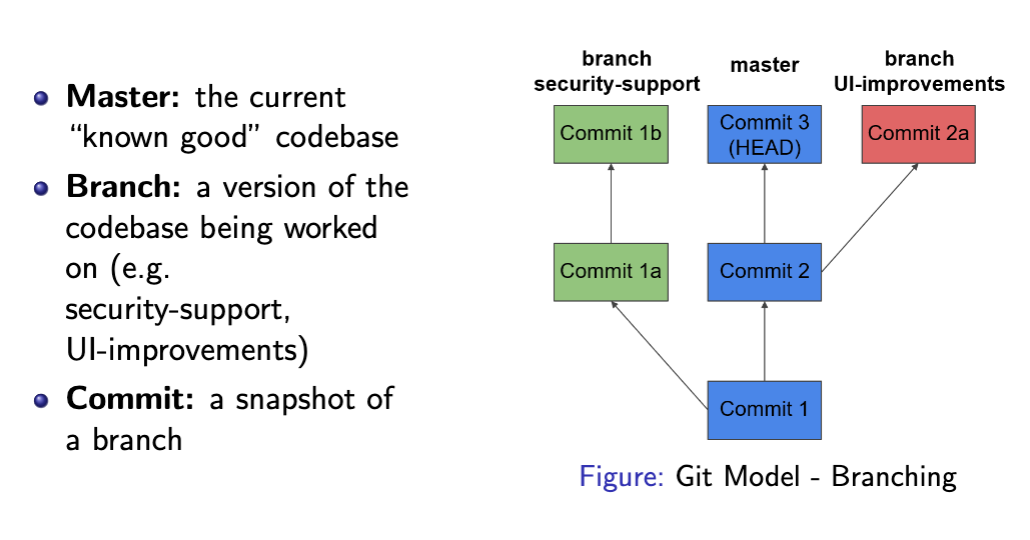 Master: the current
“known good” codebase
Branch: a version of the
codebase being worked
on (e.g.
security-support,
UI-improvements)
Commit: a snapshot of
a branch
branch
security-support
master
branch
UI-improvements
Commit 1b
Commit 3
(HEAD)
Commit 2a
Commit 1a
Commit 2
Commit 1
Figure: Git Model - Branching